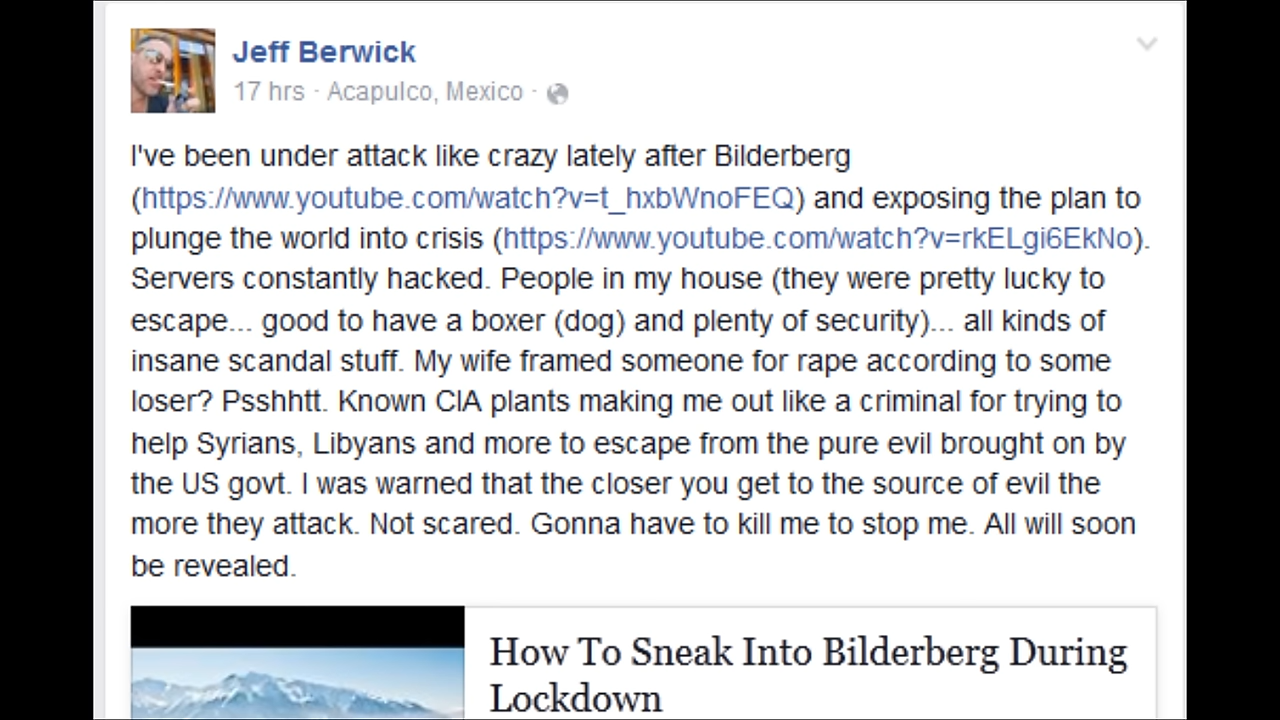 Jeff Berwick
17 hrs · Acapulco, Mexico ·
I've been under attack like crazy lately after Bilderberg
(https://www.youtube.com/watch?v=t_hxbWnoFEQ) and exposing the plan to
plunge the world into crisis (https://www.youtube.com/watch?v=rkELgi6EkNo).
Servers constantly hacked. People in my house (they were pretty lucky to
escape... good to have a boxer (dog) and plenty of security)... all kinds of
insane scandal stuff. My wife framed someone for rape according to some
loser? Psshhtt. Known CIA plants making me out like a criminal for trying to
help Syrians, Libyans and more to escape from the pure evil brought on by
the US govt. I was warned that the closer you get to the source of evil the
more they attack. Not scared. Gonna have to kill me to stop me. All will soon
be revealed.
How To Sneak Into Bilderberg During
Lockdown